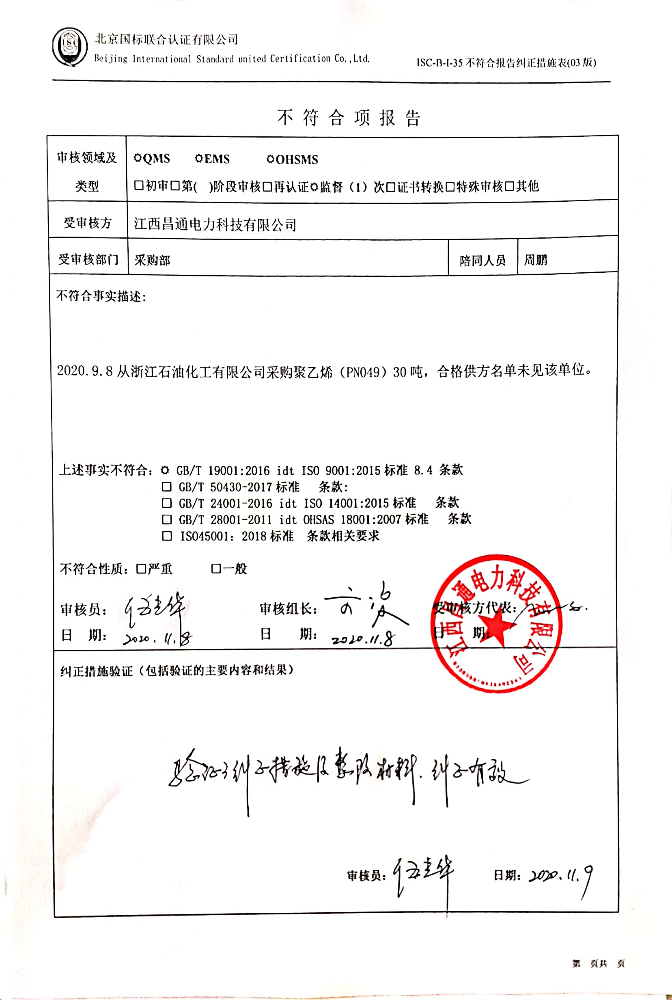 ISC
北京国标联合认证有限公司
Beijing International Standard united Certification Co.,Ltd.
ISC-B-I-35 不符合报告纠正措施表(03 版)
不 符 合 项 报 告
审核领域及
类型
QMS EMS OHSMS
□初审□第( )阶段审核□再认证监督（1）次□证书转换□特殊审核□其他
受审核方 江西昌通电力科技有限公司
受审核部门 采购部 陪同人员 周鹏
不符合事实描述:
2020.9.8 从浙江石油化工有限公司采购聚乙烯（PN049）30 吨，合格供方名单未见该单位。
上述事实不符合: GB/T 19001:2016 idt ISO 9001:2015 标准 8.4 条款
□ GB/T 50430-2017 标准 条款:
□ GB/T 24001-2016 idt ISO 14001:2015 标准 条款
□ GB/T 28001-2011 idt OHSAS 18001:2007 标准 条款
□ ISO45001：2018 标准 条款相关要求
不符合性质: □严重 □一般
审核员: 审核组长: 受审核方代表:
日 期: 2020.11.8 日 期: 2020.11.8 日 期:
江西昌通电力科技有限公司
纠正措施验证（包括验证的主要内容和结果）
验证了纠正措施及整改材料.纠正有效
审核员: 日期: 2020.11.9
第 页共 页